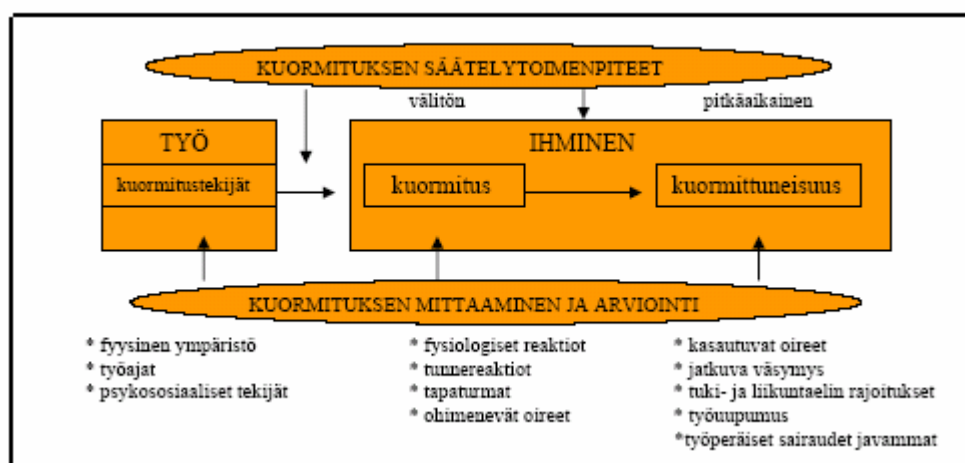 KUORMITUKSEN SÄÄTELYTOIMENPITEET
välitön
pitkäaikainen
TYÖ
IHMINEN
kuormitustekijät
kuormitus
kuormittuneisuus
KUORMITUKSEN MITTAAMINEN JA ARVIOINTI
* fyysinen ympäristö
* työajat
* psykososiaaliset tekijät
* fysiologiset reaktiot
* tunnereaktiot
* tapaturmat
* ohimenevät oireet
* kasautuvat oireet
* jatkuva väsymys
* tuki- ja liikuntaelin rajoitukset
* työuupumus
*työperäiset sairaudet javammat